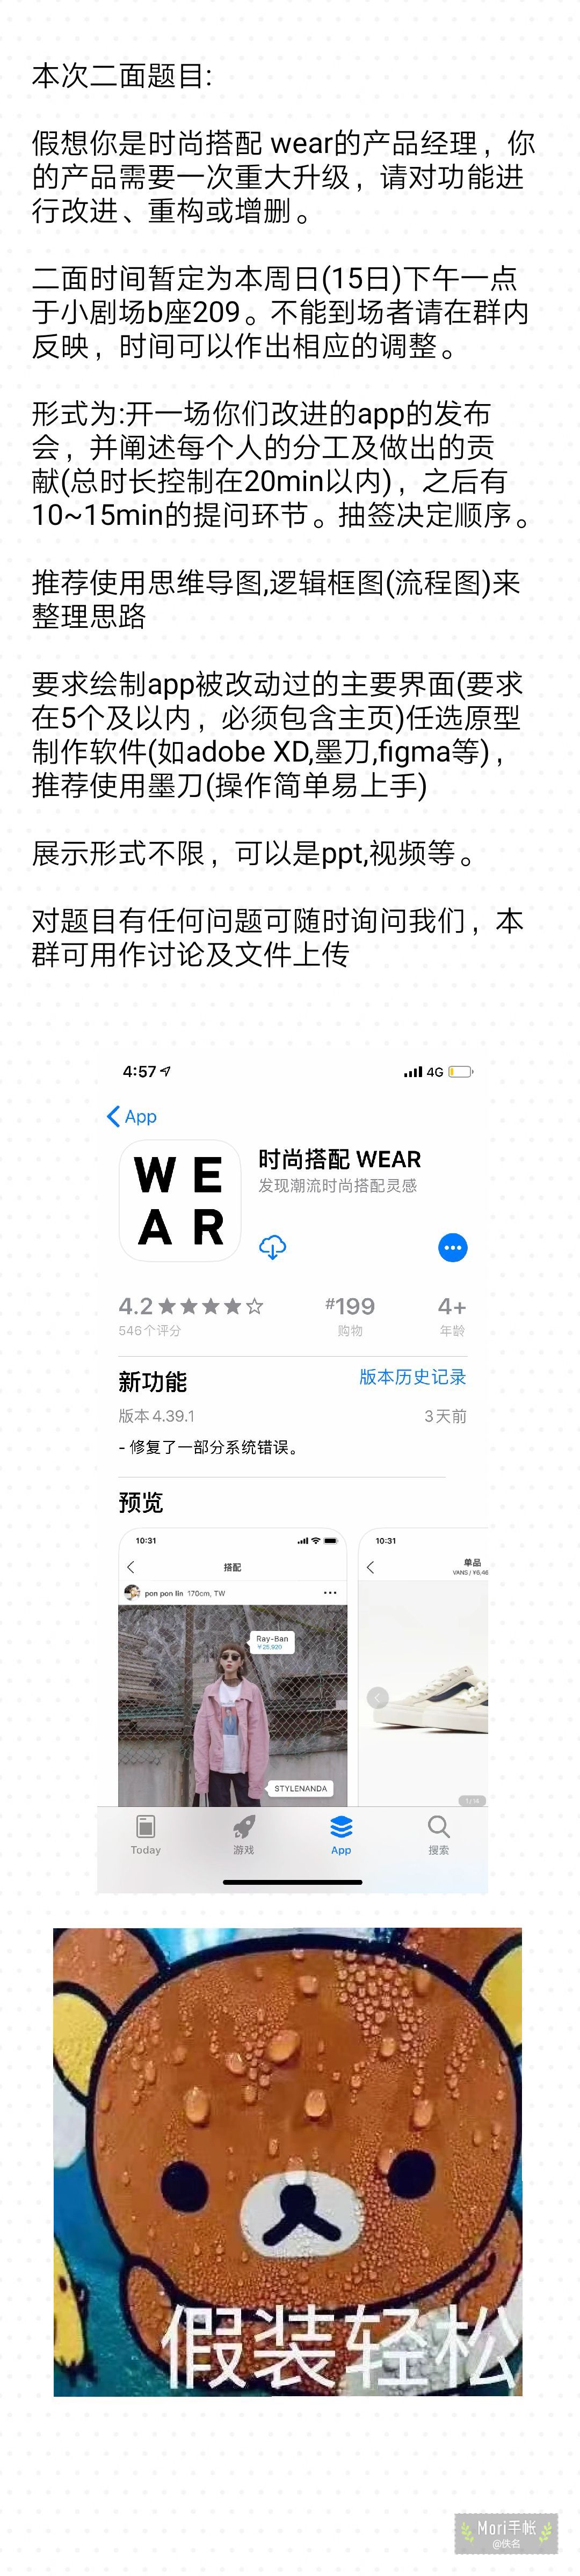 本次二面题目:
假想你是时尚搭配 wear的产品经理，你
的产品需要一次重大升级，请对功能进
行改进、重构或增删。
二面时间暂定为本周日(15日)下午一点
于小剧场b座209。不能到场者请在群内
反映，时间可以作出相应的调整。
形式为:开一场你们改进的app的发布
会，并阐述每个人的分工及做出的贡
献(总时长控制在20min以内)，之后有
10~15min的提问环节。抽签决定顺序。
推荐使用思维导图,逻辑框图(流程图)来
整理思路
要求绘制app被改动过的主要界面(要求
在5个及以内，必须包含主页)任选原型
制作软件(如adobe XD,墨刀,figma等)，
推荐使用墨刀(操作简单易上手)
展示形式不限，可以是ppt,视频等。
对题目有任何问题可随时询问我们，本
群可用作讨论及文件上传
4:57 4G
App
WE
AR
时尚搭配 WEAR
发现潮流时尚搭配灵感
4.2 #199 4+
546个评分 购物 年龄
新功能 版本历史记录
版本 4.39.1 3天前
- 修复了一部分系统错误。
预览
10:31 10:31
搭配 单品
VANS / ¥6,46
pon pon lin 170cm, TW
Ray-Ban
¥25,920
STYLENANDA
1/14
Today 游戏 App 搜索
假装轻松
Mori手帐
@佚名